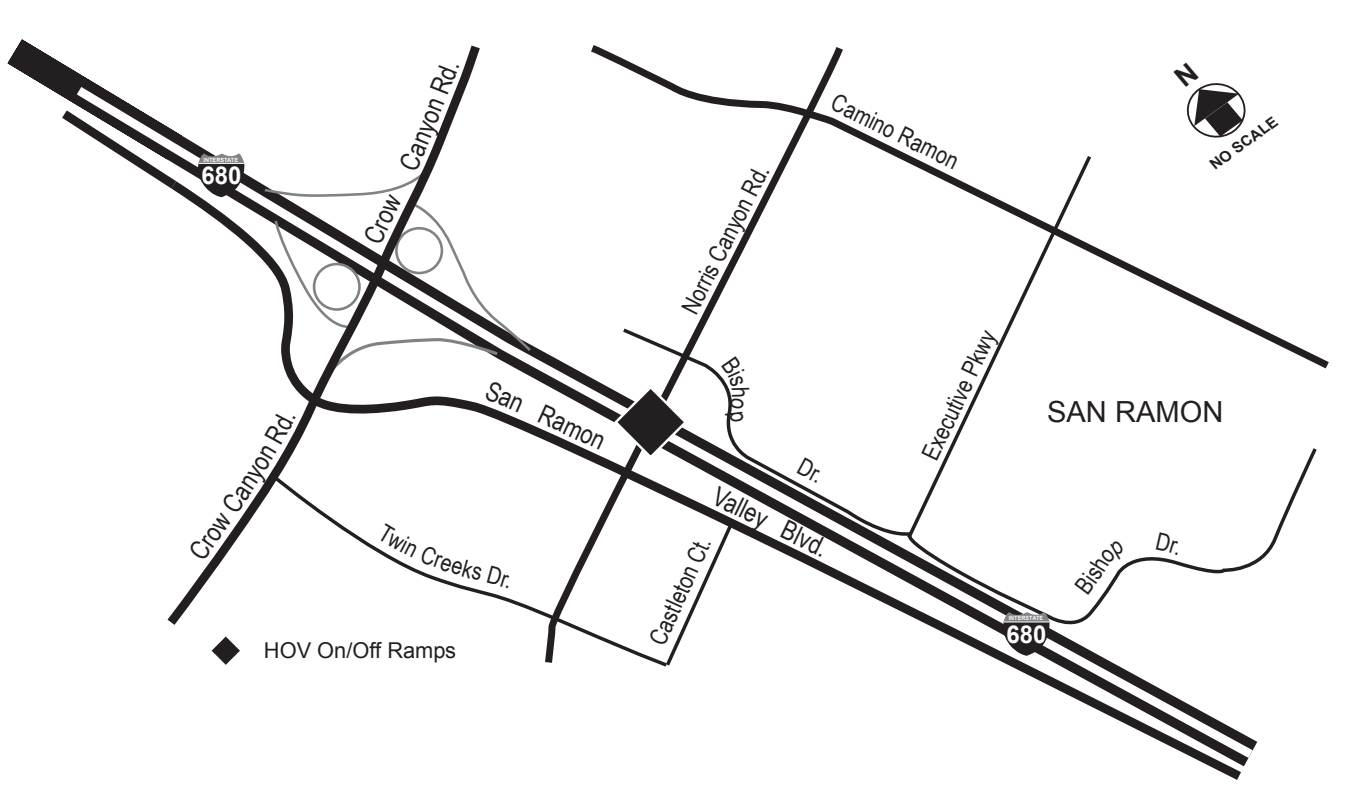 N
NO SCALE
Crow Canyon Rd.
Camino Ramon
INTERSTATE
680
Norris Canyon Rd.
Bishop Dr.
Executive Pkwy
SAN RAMON
San Ramon Valley Blvd.
Crow Canyon Rd.
Twin Creeks Dr.
Castleton Ct.
Bishop Dr.
INTERSTATE
680
HOV On/Off Ramps